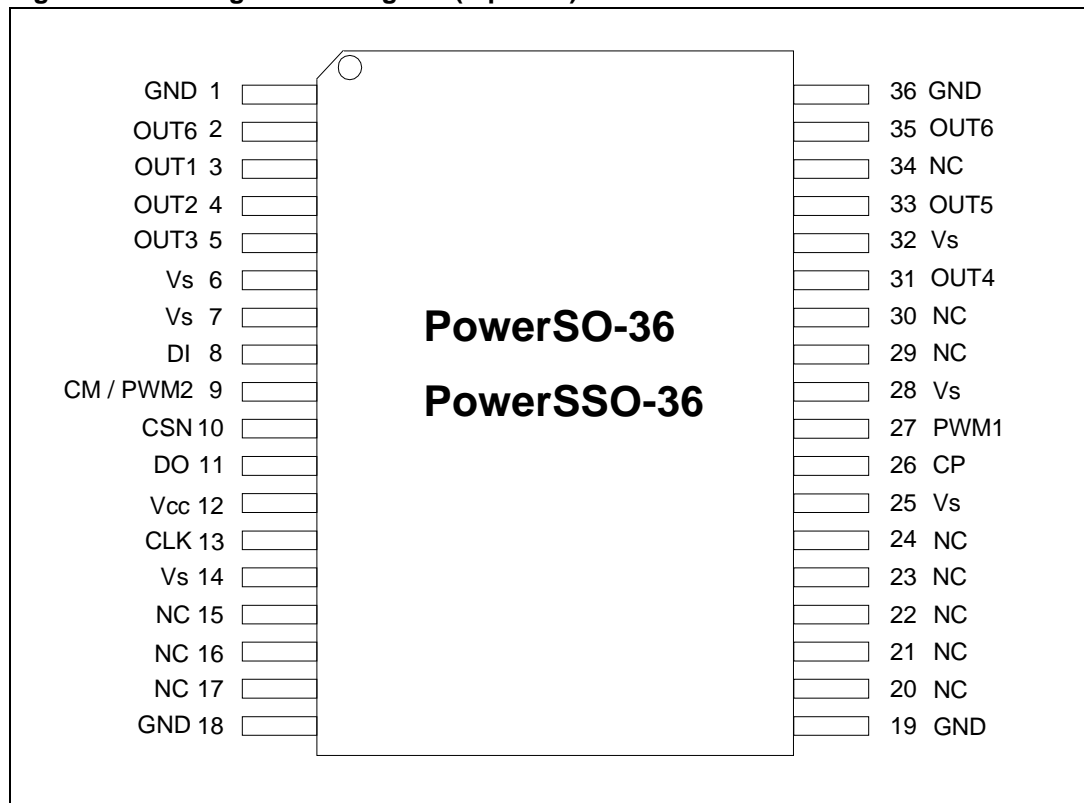 GND 1
OUT6 2
OUT1 3
OUT2 4
OUT3 5
Vs 6
Vs 7
DI 8
CM / PWM2 9
CSN 10
DO 11
Vcc 12
CLK 13
Vs 14
NC 15
NC 16
NC 17
GND 18
PowerSO-36
PowerSSO-36
36 GND
35 OUT6
34 NC
33 OUT5
32 Vs
31 OUT4
30 NC
29 NC
28 Vs
27 PWM1
26 CP
25 Vs
24 NC
23 NC
22 NC
21 NC
20 NC
19 GND